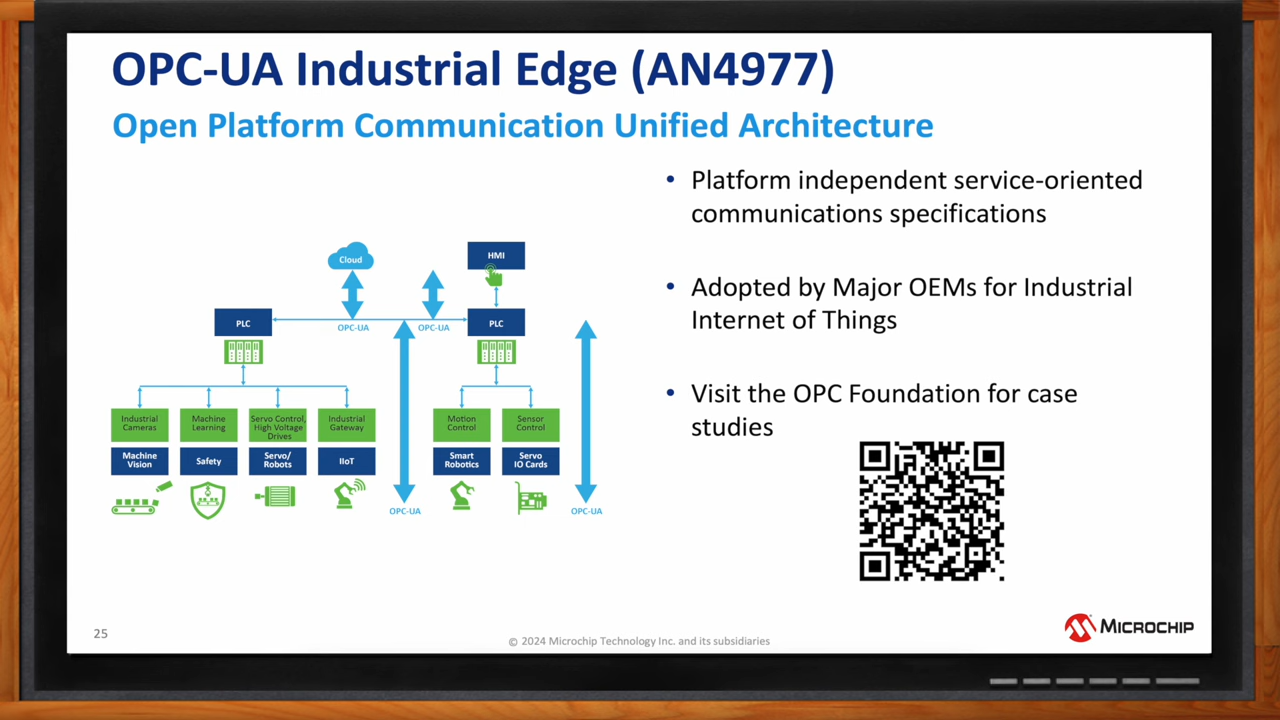 OPC-UA Industrial Edge (AN4977)
Open Platform Communication Unified Architecture
• Platform independent service-oriented
communications specifications
• Adopted by Major OEMs for Industrial
Internet of Things
• Visit the OPC Foundation for case
studies
Cloud
HMI
PLC
OPC-UA
OPC-UA
PLC
Industrial
Cameras
Machine
Learning
Servo Control,
High Voltage
Drives
Industrial
Gateway
Motion
Control
Sensor
Control
Machine
Vision
Safety
Servo/
Robots
IIoT
Smart
Robotics
Servo
IO Cards
OPC-UA
OPC-UA
25
© 2024 Microchip Technology Inc. and its subsidiaries
MICROCHIP